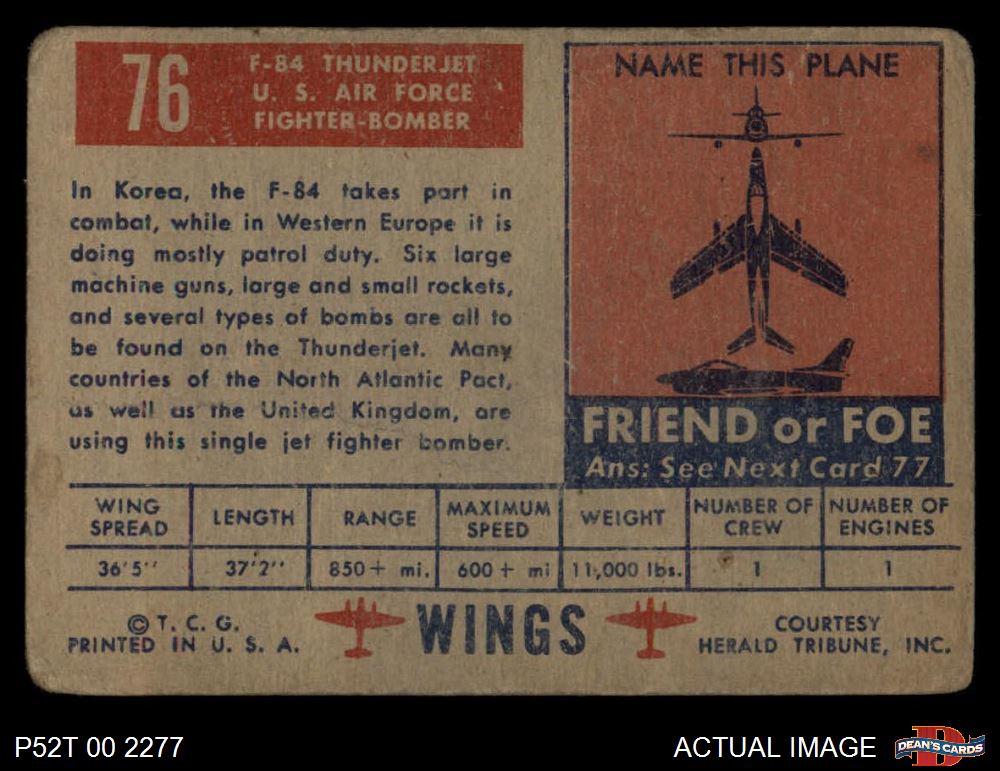 76
F-84 THUNDERJET
U. S. AIR FORCE
FIGHTER-BOMBER
In Korea, the F-84 takes part in
combat, while in Western Europe it is
doing mostly patrol duty. Six large
machine guns, large and small rockets,
and several types of bombs are all to
be found on the Thunderjet. Many
countries of the North Atlantic Pact,
as well as the United Kingdom, are
using this single jet fighter bomber.
NAME THIS PLANE
FRIEND or FOE
Ans: See Next Card 77
WING SPREAD LENGTH RANGE MAXIMUM SPEED WEIGHT NUMBER OF CREW NUMBER OF ENGINES
36'5" 37'2" 850+ mi. 600+ mi 11,000 lbs. 1 1
© T. C. G.
PRINTED IN U. S. A.
WINGS
COURTESY
HERALD TRIBUNE, INC.
P52T 00 2277
ACTUAL IMAGE
D
DEAN'S CARDS